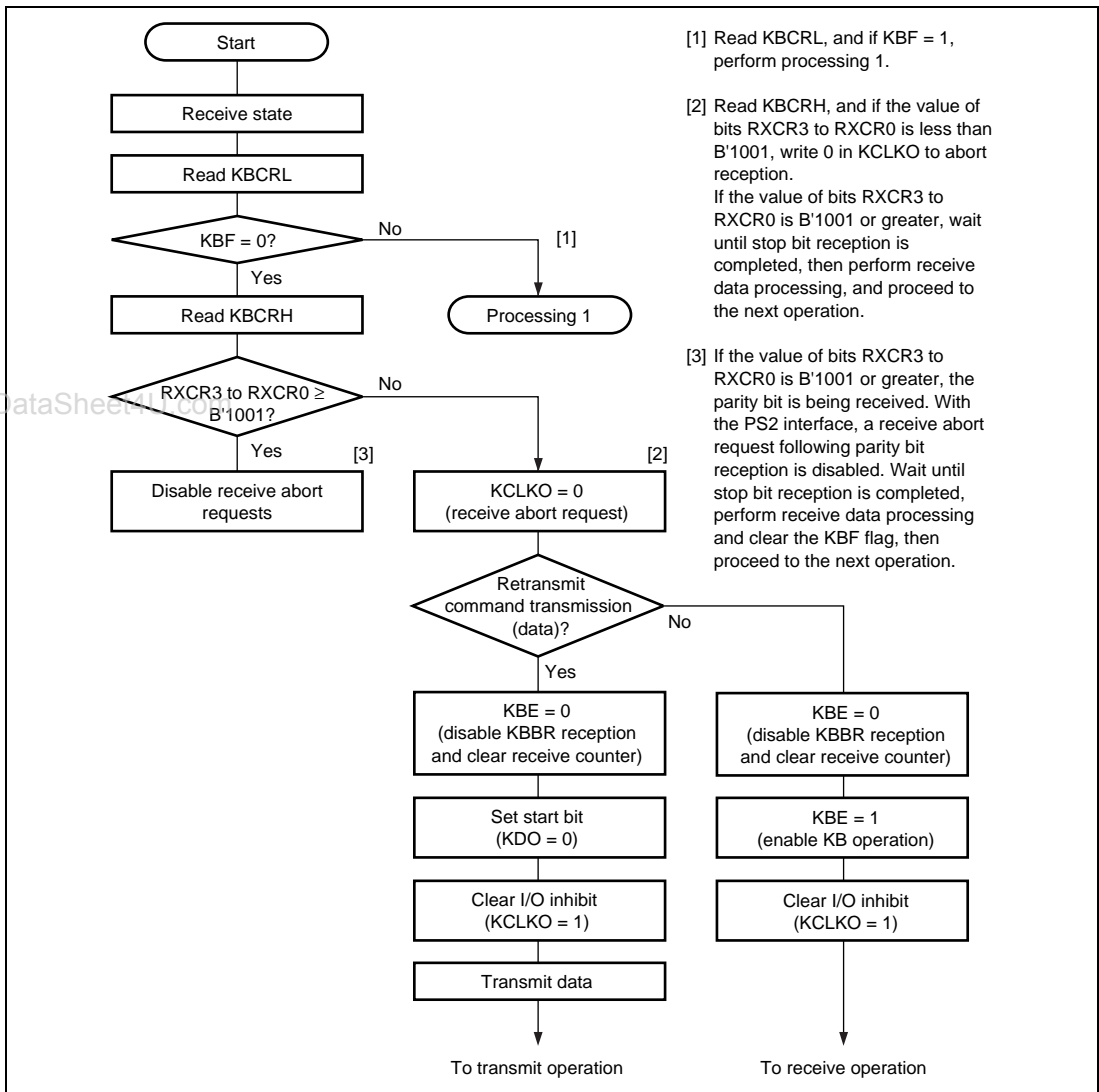 Start
Receive state
Read KBCRL
KBF = 0?
No
[1]
Yes
Processing 1
Read KBCRH
RXCR3 to RXCR0 ≥
B'1001?
No
Yes
[3]
[2]
Disable receive abort
requests
KCLKO = 0
(receive abort request)
Retransmit
command transmission
(data)?
No
Yes
KBE = 0
(disable KBBR reception
and clear receive counter)
Set start bit
(KDO = 0)
Clear I/O inhibit
(KCLKO = 1)
Transmit data
To transmit operation
KBE = 0
(disable KBBR reception
and clear receive counter)
KBE = 1
(enable KB operation)
Clear I/O inhibit
(KCLKO = 1)
To receive operation
[1] Read KBCRL, and if KBF = 1,
perform processing 1.
[2] Read KBCRH, and if the value of
bits RXCR3 to RXCR0 is less than
B'1001, write 0 in KCLKO to abort
reception.
If the value of bits RXCR3 to
RXCR0 is B'1001 or greater, wait
until stop bit reception is
completed, then perform receive
data processing, and proceed to
the next operation.
[3] If the value of bits RXCR3 to
RXCR0 is B'1001 or greater, the
parity bit is being received. With
the PS2 interface, a receive abort
request following parity bit
reception is disabled. Wait until
stop bit reception is completed,
perform receive data processing
and clear the KBF flag, then
proceed to the next operation.
DataSheet4U.com